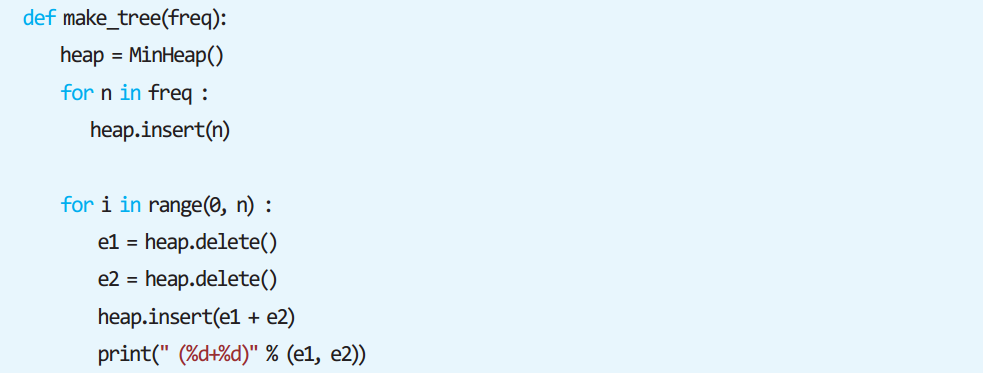 def make_tree(freq):
    heap = MinHeap()
    for n in freq :
        heap.insert(n)

    for i in range(0, n) :
        e1 = heap.delete()
        e2 = heap.delete()
        heap.insert(e1 + e2)
        print(" (%d+%d)" % (e1, e2))